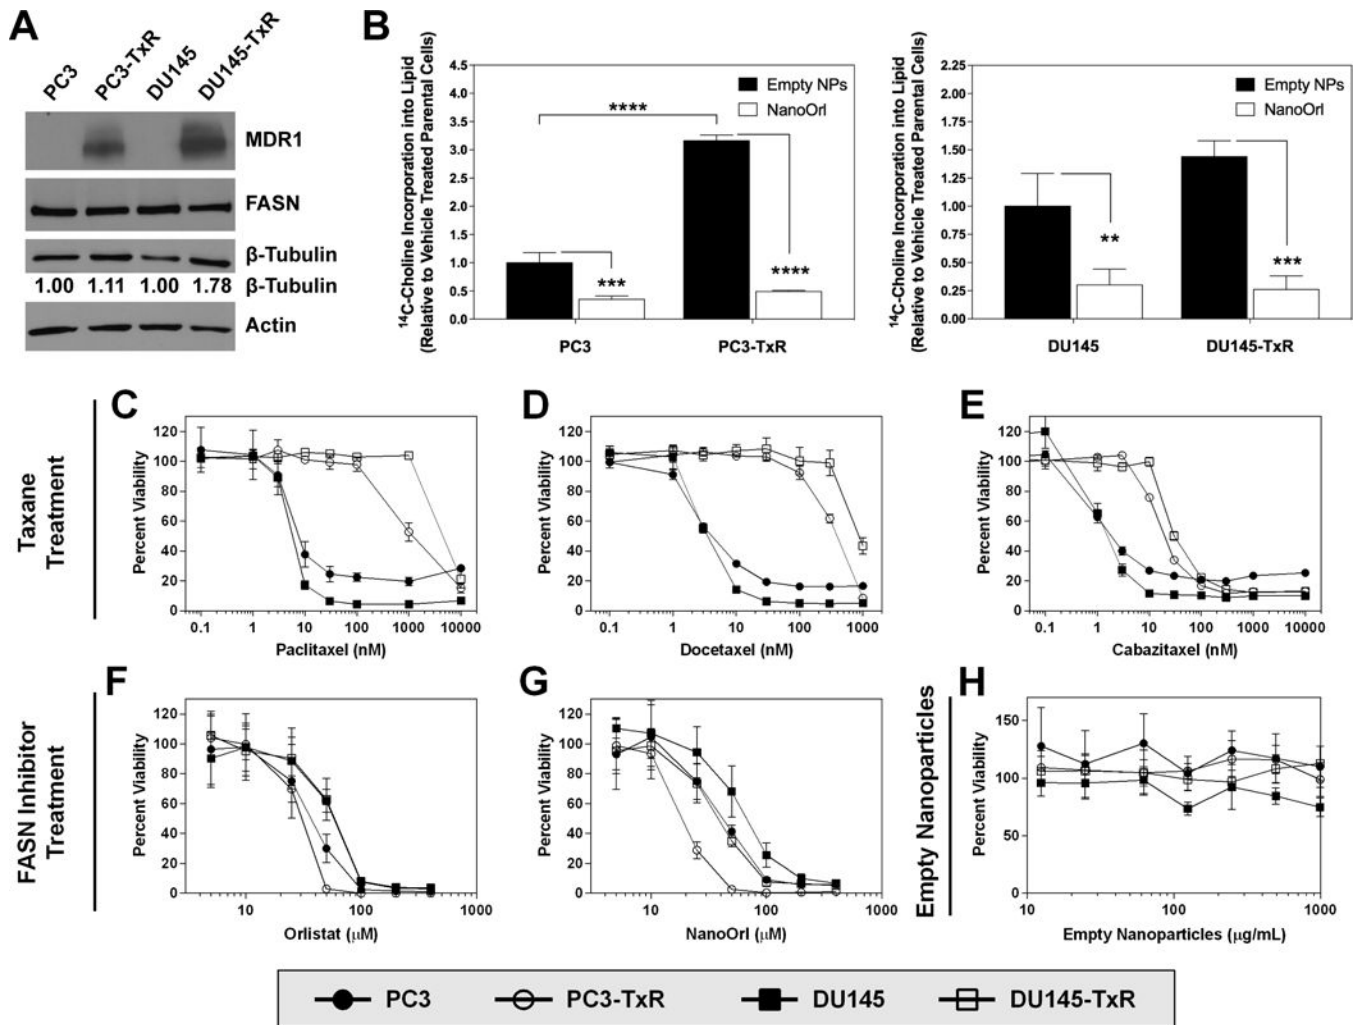 A
PC3
PC3-TxR
DU145
DU145-TxR
MDR1
FASN
β-Tubulin
1.00 1.11 1.00 1.78 β-Tubulin
Actin
B
¹⁴C-Choline Incorporation into Lipid
(Relative to Vehicle Treated Parental Cells)
4.5
4.0
3.5
3.0
2.5
2.0
1.5
1.0
0.5
0.0
Empty NPs
NanoOrl
****
***
****
PC3 PC3-TxR
¹⁴C-Choline Incorporation into Lipid
(Relative to Vehicle Treated Parental Cells)
2.25
2.00
1.75
1.50
1.25
1.00
0.75
0.50
0.25
0.00
Empty NPs
NanoOrl
**
***
DU145 DU145-TxR
Taxane
Treatment
C
Percent Viability
120
100
80
60
40
20
0
0.1 1 10 100 1000 10000
Paclitaxel (nM)
D
Percent Viability
120
100
80
60
40
20
0
0.1 1 10 100 1000
Docetaxel (nM)
E
Percent Viability
120
100
80
60
40
20
0
0.1 1 10 100 1000 10000
Cabazitaxel (nM)
FASN Inhibitor
Treatment
F
Percent Viability
120
100
80
60
40
20
0
10 100 1000
Orlistat (μM)
G
Percent Viability
120
100
80
60
40
20
0
10 100 1000
NanoOrl (μM)
Empty Nanoparticles
H
Percent Viability
150
100
50
0
10 100 1000
Empty Nanoparticles (μg/mL)
PC3 PC3-TxR DU145 DU145-TxR